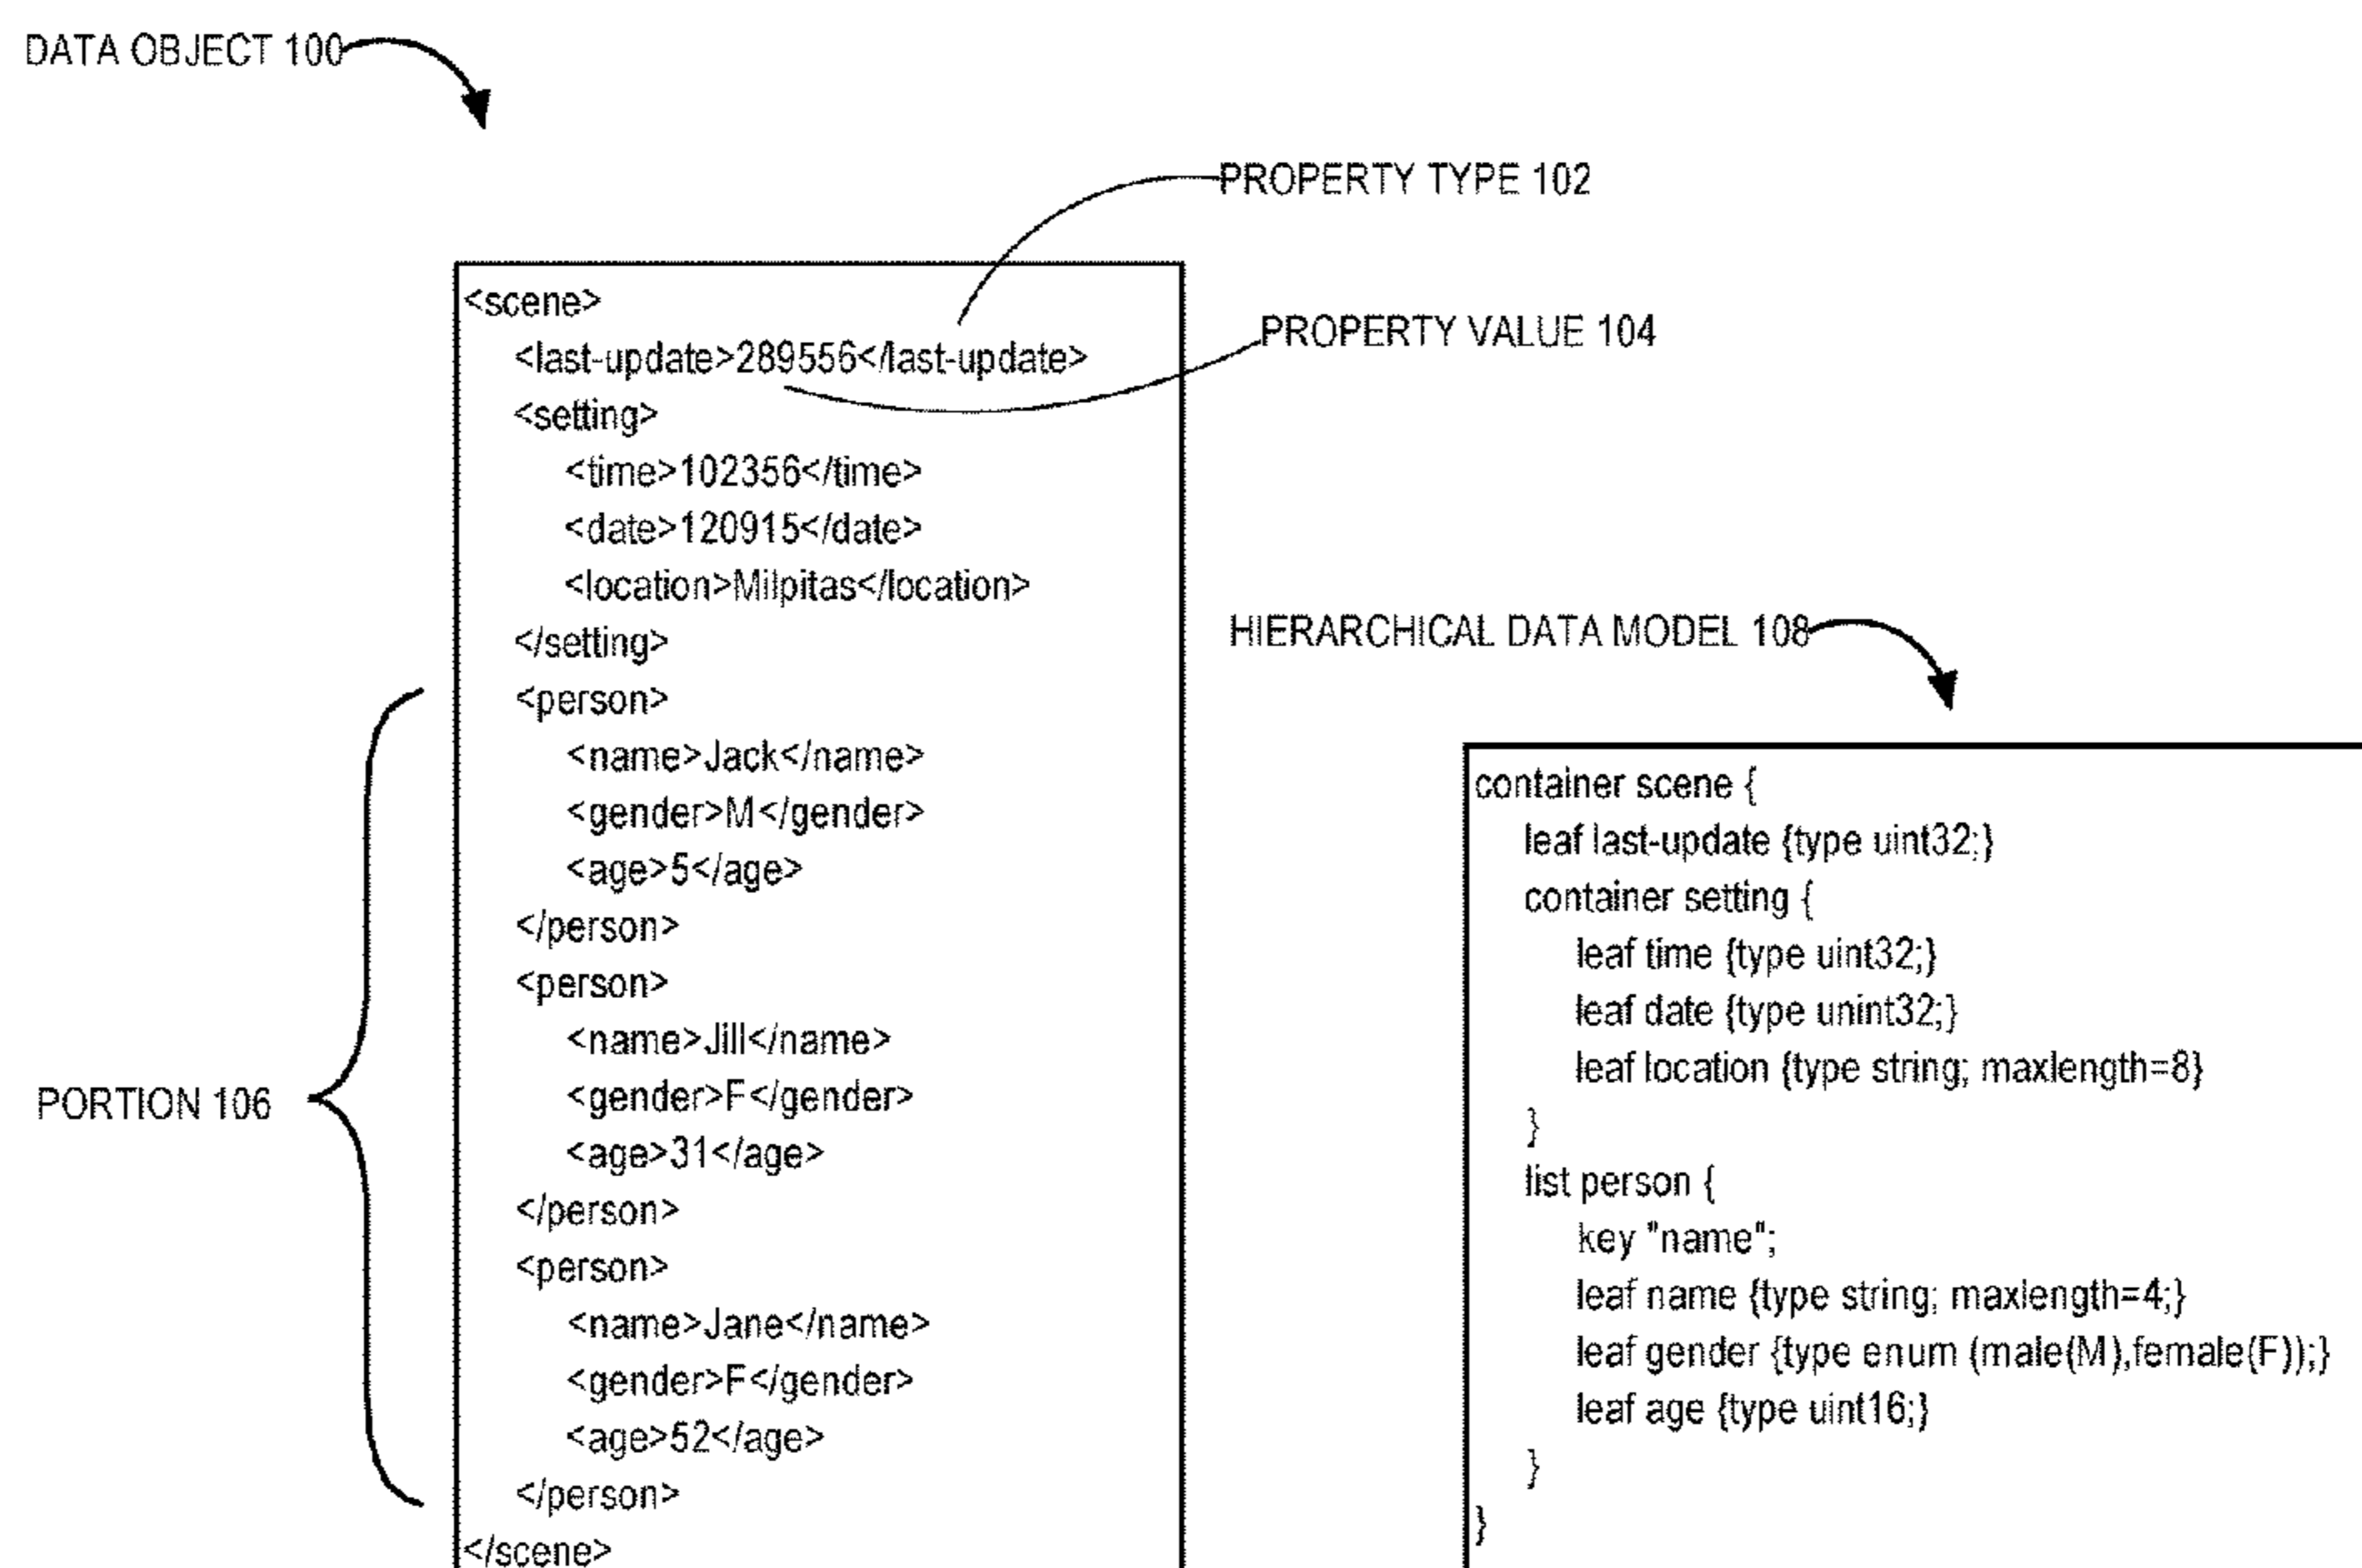 DATA OBJECT 100
PROPERTY TYPE 102
PROPERTY VALUE 104
<scene>
<last-update>289556</last-update>
<setting>
<time>102356</time>
<date>120915</date>
<location>Milpitas</location>
</setting>
<person>
<name>Jack</name>
<gender>M</gender>
<age>5</age>
</person>
<person>
<name>Jill</name>
<gender>F</gender>
<age>31</age>
</person>
<person>
<name>Jane</name>
<gender>F</gender>
<age>52</age>
</person>
</scene>
PORTION 106
HIERARCHICAL DATA MODEL 108
container scene {
leaf last-update {type uint32;}
container setting {
leaf time {type uint32;}
leaf date {type unint32;}
leaf location {type string; maxlength=8}
}
list person {
key "name";
leaf name {type string; maxlength=4;}
leaf gender {type enum (male(M),female(F));}
leaf age {type uint16;}
}
}